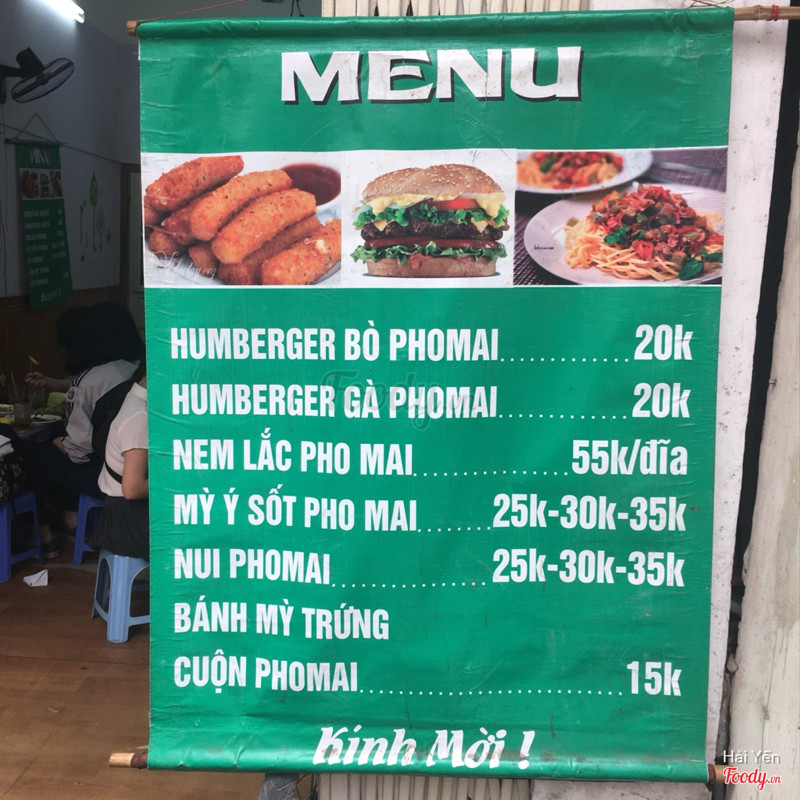 MENU
HUMBERGER BÒ PHOMAI............20k
HUMBERGER GÀ PHOMAI............20k
NEM LẮC PHO MAI................55k/đĩa
MỲ Ý SỐT PHO MAI.......25k-30k-35k
NUI PHOMAI................25k-30k-35k
BÁNH MỲ TRỨNG
CUỘN PHOMAI...........................15k
Kính Mời !
Foody
Hải Yến
Foody.vn